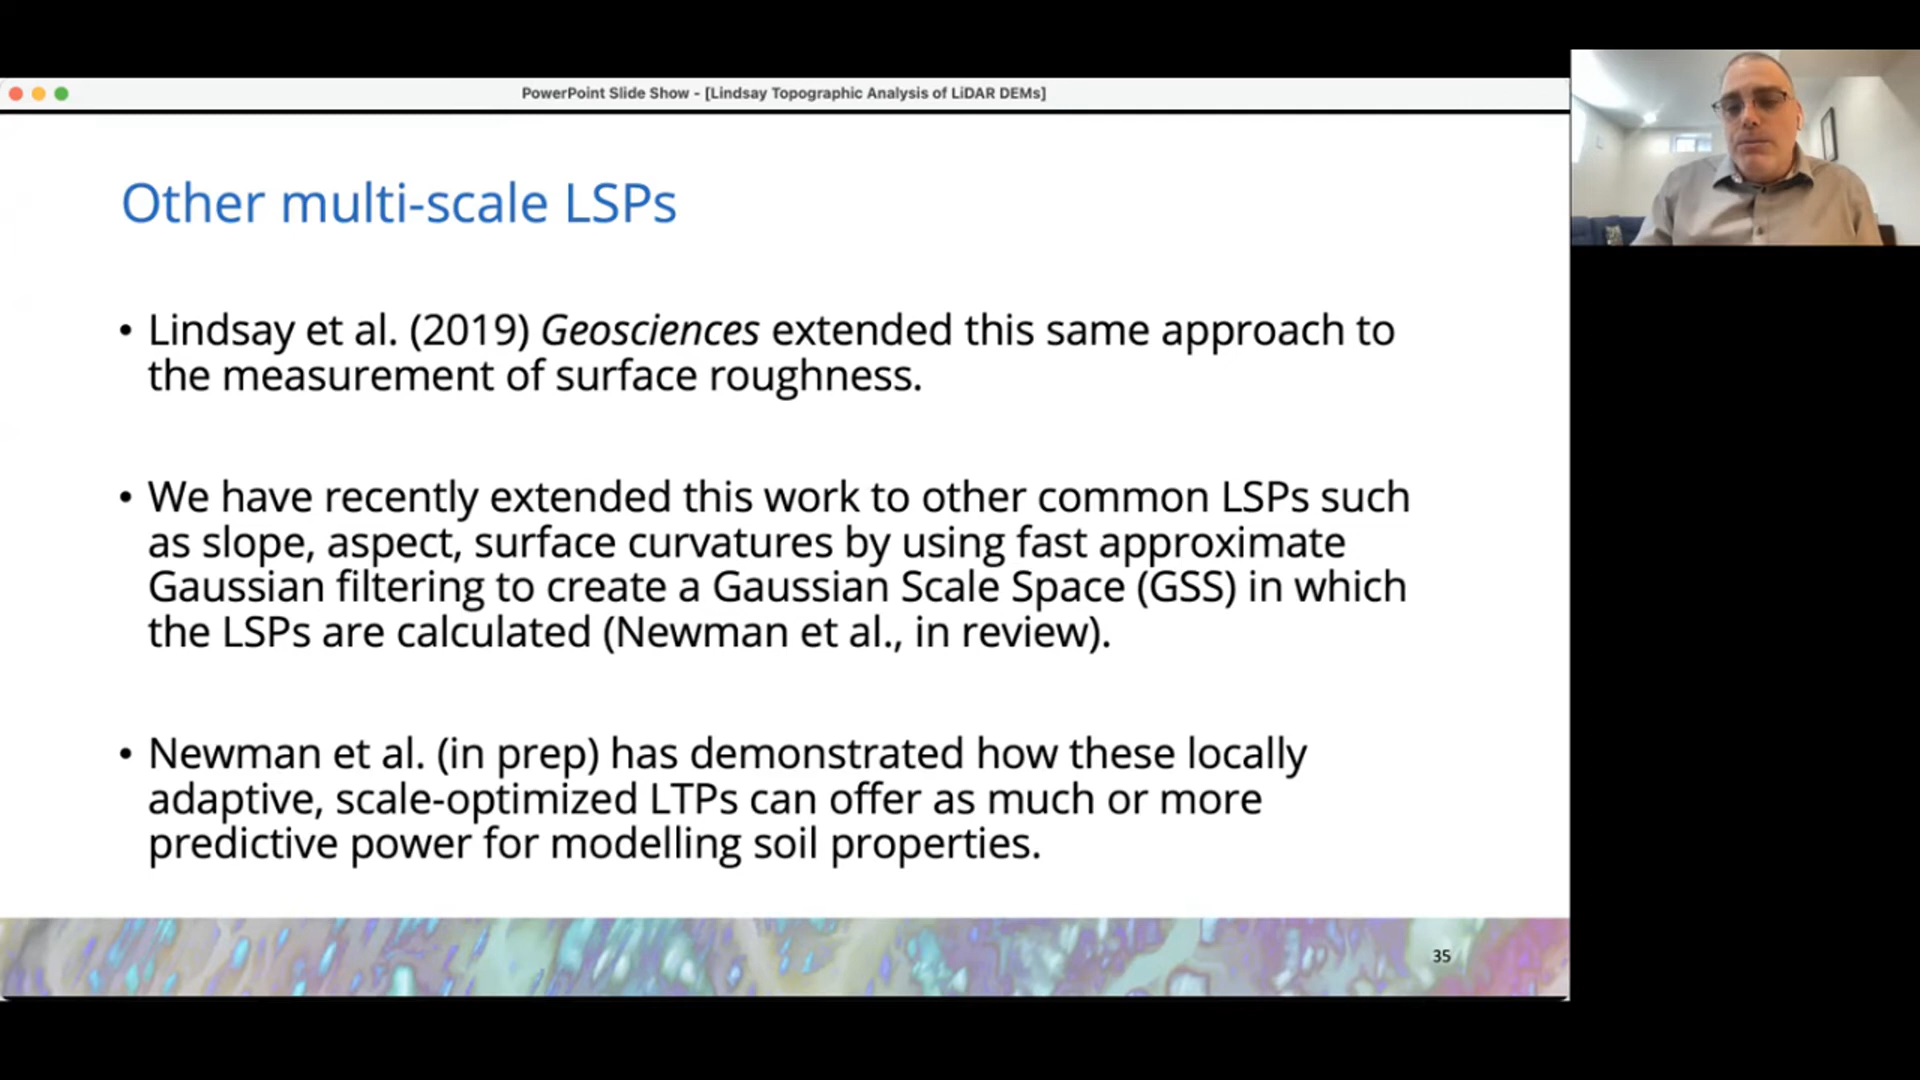 PowerPoint Slide Show - [Lindsay Topographic Analysis of LiDAR DEMs]
Other multi-scale LSPs
• Lindsay et al. (2019) Geosciences extended this same approach to
the measurement of surface roughness.
• We have recently extended this work to other common LSPs such
as slope, aspect, surface curvatures by using fast approximate
Gaussian filtering to create a Gaussian Scale Space (GSS) in which
the LSPs are calculated (Newman et al., in review).
• Newman et al. (in prep) has demonstrated how these locally
adaptive, scale-optimized LTPs can offer as much or more
predictive power for modelling soil properties.
35